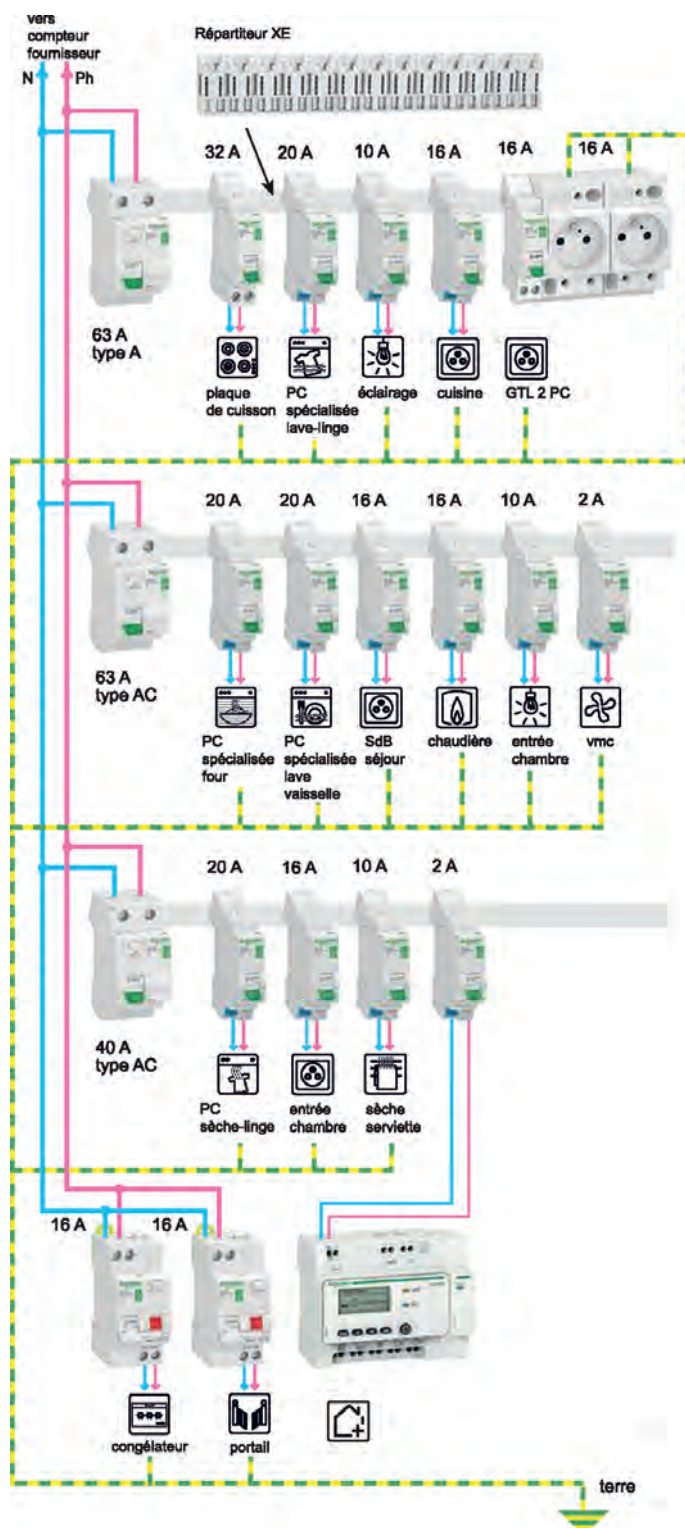 vers
compteur
fournisseur
Répartiteur XE
N
Ph
32 A
20 A
10 A
16 A
16 A
16 A
63 A
type A
plaque
de cuisson
PC
spécialisée
lave-linge
éclairage
cuisine
GTL 2 PC
20 A
20 A
16 A
16 A
10 A
2 A
63 A
type AC
PC
spécialisée
four
PC
spécialisée
lave
vaisselle
SdB
séjour
chaudière
entrée
chambre
vmc
20 A
16 A
10 A
2 A
40 A
type AC
PC
sèche-linge
entrée
chambre
sèche
serviette
16 A
16 A
congélateur
portail
terre